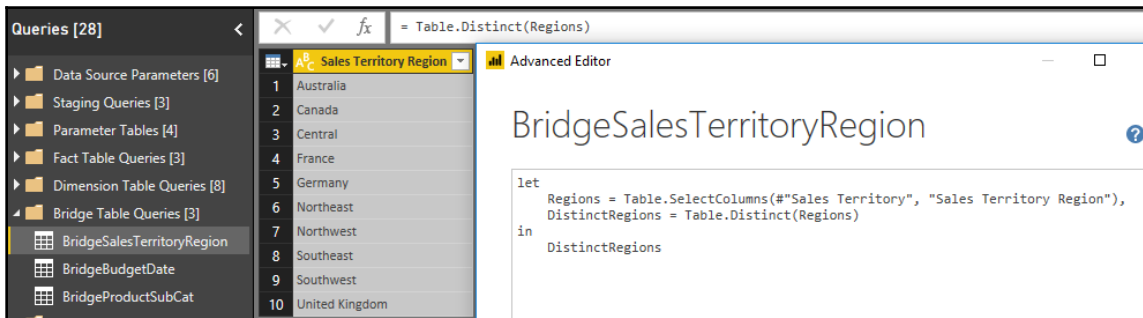 Queries [28]
<
fx
= Table.Distinct(Regions)
Data Source Parameters [6]
Staging Queries [3]
Parameter Tables [4]
Fact Table Queries [3]
Dimension Table Queries [8]
Bridge Table Queries [3]
BridgeSalesTerritoryRegion
BridgeBudgetDate
BridgeProductSubCat
ABC Sales Territory Region
1 Australia
2 Canada
3 Central
4 France
5 Germany
6 Northeast
7 Northwest
8 Southeast
9 Southwest
10 United Kingdom
Advanced Editor
BridgeSalesTerritoryRegion
?
let
Regions = Table.SelectColumns(#"Sales Territory", "Sales Territory Region"),
DistinctRegions = Table.Distinct(Regions)
in
DistinctRegions